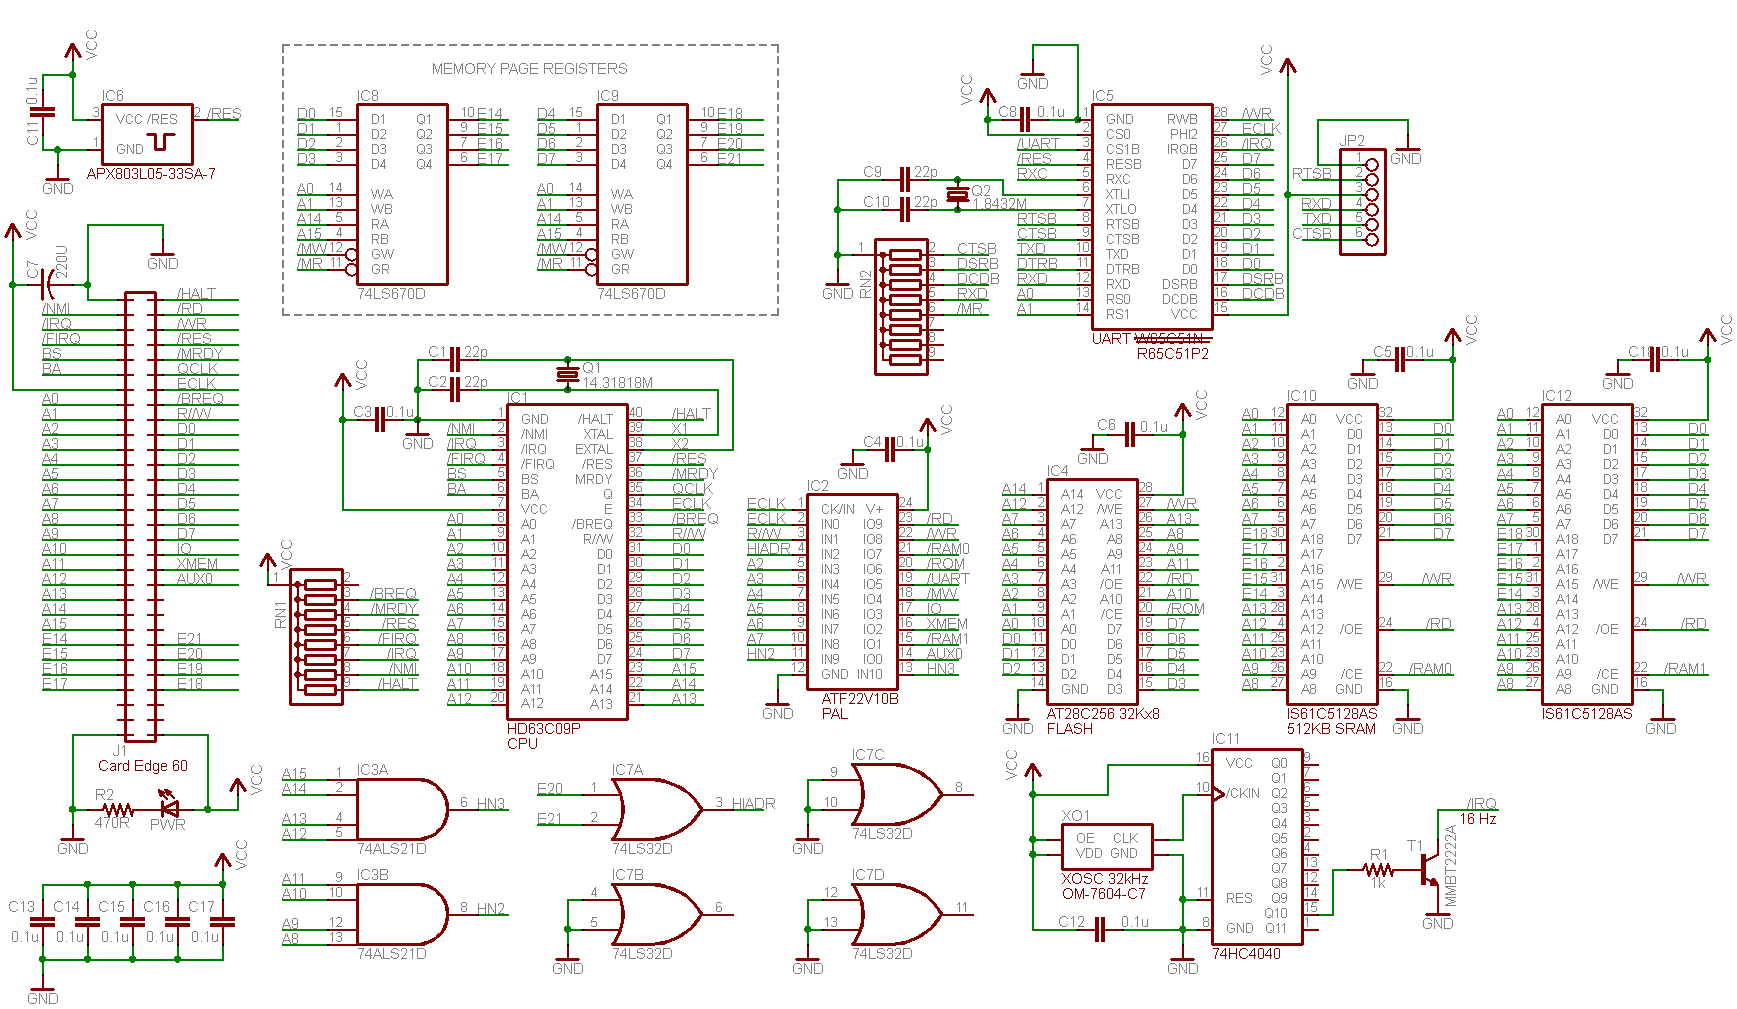 VCC
C11 0.1u
IC6
3 VCC /RES 2 /RES
1 GND
APX803L05-33SA-7
GND
MEMORY PAGE REGISTERS
IC8
D0 15 D1 Q1 10 E14
D1 1 D2 Q2 9 E15
D2 2 D3 Q3 7 E16
D3 3 D4 Q4 6 E17
A0 14 WA
A1 13 WB
A14 5 RA
A15 4 RB
/MW 12 GW
/MR 11 GR
74LS670D
IC9
D4 15 D1 Q1 10 E18
D5 1 D2 Q2 9 E19
D6 2 D3 Q3 7 E20
D7 3 D4 Q4 6 E21
A0 14 WA
A1 13 WB
A14 5 RA
A15 4 RB
/MW 12 GW
/MR 11 GR
74LS670D
GND
VCC
C8 0.1u
IC5
1 GND RWB 28 /WR
2 CS0 PHI2 27 ECLK
/UART 3 CS1B IRQB 26 /IRQ
/RES 4 RESB D7 25 D7
RXC 5 RXC D6 24 D6
6 XTLI D5 23 D5
7 XTLO D4 22 D4
RTSB 8 RTSB D3 21 D3
CTSB 9 CTSB D2 20 D2
TXD 10 TXD D1 19 D1
DTRB 11 DTRB D0 18 D0
RXD 12 RXD DSRB 17 DSRB
A0 13 RS0 DCDB 16 DCDB
A1 14 RS1 VCC 15
UART W65C51N
R65C51P2
C9 22p
C10 22p
Q2
1.8432M
GND
RN2
1
2 CTSB
3 DSRB
4 DCDB
5 RXD
6 /MR
7
8
9
VCC
JP2
1
RTSB 2
3
RXD 4
TXD 5
CTSB 6
GND
VCC
C7 220U
GND
/HALT
/NMI /RD
/IRQ /WR
/FIRQ /RES
BS /MRDY
BA QCLK
ECLK
A0 /BREQ
A1 R//W
A2 D0
A3 D1
A4 D2
A5 D3
A6 D4
A7 D5
A8 D6
A9 D7
A10 IO
A11 XMEM
A12 AUX0
A13
A14
A15
E14 E21
E15 E20
E16 E19
E17 E18
J1
Card Edge 60
R2
470R
PWR
GND
VCC
VCC
RN1
1
2
3 /BREQ
4 /MRDY
5 /RES
6 /FIRQ
7 /IRQ
8 /NMI
9 /HALT
VCC
C1 22p
C2 22p
Q1
14.31818M
C3 0.1u
GND
IC1
1 GND /HALT 40 /HALT
/NMI 2 /NMI XTAL 39 X1
/IRQ 3 /IRQ EXTAL 38 X2
/FIRQ 4 /FIRQ /RES 37 /RES
BS 5 BS MRDY 36 /MRDY
BA 6 BA Q 35 QCLK
7 VCC E 34 ECLK
A0 8 A0 /BREQ 33 /BREQ
A1 9 A1 R//W 32 R//W
A2 10 A2 D0 31 D0
A3 11 A3 D1 30 D1
A4 12 A4 D2 29 D2
A5 13 A5 D3 28 D3
A6 14 A6 D4 27 D4
A7 15 A7 D5 26 D5
A8 16 A8 D6 25 D6
A9 17 A9 D7 24 D7
A10 18 A10 A15 23 A15
A11 19 A11 A14 22 A14
A12 20 A12 A13 21 A13
HD63C09P
CPU
C4 0.1u
VCC
GND
IC2
ECLK 1 CK/IN V+ 24
ECLK 2 IN0 IO9 23 /RD
R//W 3 IN1 IO8 22 /WR
HIADR 4 IN2 IO7 21 /RAM0
A2 5 IN3 IO6 20 /ROM
A3 6 IN4 IO5 19 /UART
A4 7 IN5 IO4 18 /MW
A5 8 IN6 IO3 17 IO
A6 9 IN7 IO2 16 XMEM
A7 10 IN8 IO1 15 /RAM1
HN2 11 IN9 IO0 14 AUX0
12 GND IN10 13 HN3
GND
ATF22V10B
PAL
C6 0.1u
VCC
GND
IC4
A14 1 A14 VCC 28
A12 2 A12 /WE 27 /WR
A7 3 A7 A13 26 A13
A6 4 A6 A8 25 A8
A5 5 A5 A9 24 A9
A4 6 A4 A11 23 A11
A3 7 A3 /OE 22 /RD
A2 8 A2 A10 21 A10
A1 9 A1 /CE 20 /ROM
A0 10 A0 D7 19 D7
D0 11 D0 D6 18 D6
D1 12 D1 D5 17 D5
D2 13 D2 D4 16 D4
14 GND D3 15 D3
GND
AT28C256 32Kx8
FLASH
C5 0.1u
VCC
GND
IC10
A0 12 A0 VCC 32
A1 11 A1 D0 13 D0
A2 10 A2 D1 14 D1
A3 9 A3 D2 15 D2
A4 8 A4 D3 17 D3
A5 7 A5 D4 18 D4
A6 6 A6 D5 19 D5
A7 5 A7 D6 20 D6
E18 30 A18 D7 21 D7
E17 1 A17
E16 2 A16
E15 31 A15 /WE 29 /WR
E14 3 A14
A13 28 A13
A12 4 A12 /OE 24 /RD
A11 25 A11
A10 23 A10
A9 26 A9 /CE 22 /RAM0
A8 27 A8 GND 16
IS61C5128AS
512KB SRAM
GND
C18 0.1u
VCC
GND
IC12
A0 12 A0 VCC 32
A1 11 A1 D0 13 D0
A2 10 A2 D1 14 D1
A3 9 A3 D2 15 D2
A4 8 A4 D3 17 D3
A5 7 A5 D4 18 D4
A6 6 A6 D5 19 D5
A7 5 A7 D6 20 D6
E18 30 A18 D7 21 D7
E17 1 A17
E16 2 A16
E15 31 A15 /WE 29 /WR
E14 3 A14
A13 28 A13
A12 4 A12 /OE 24 /RD
A11 25 A11
A10 23 A10
A9 26 A9 /CE 22 /RAM1
A8 27 A8 GND 16
IS61C5128AS
GND
VCC
C13 C14 C15 C16 C17
0.1u 0.1u 0.1u 0.1u 0.1u
GND
IC3A
A15 1
A14 2
6 HN3
A13 4
A12 5
74ALS21D
IC3B
A11 9
A10 10
8 HN2
A9 12
A8 13
74ALS21D
IC7A
E20 1
3 HIADR
E21 2
74LS32D
IC7B
4
6
5
74LS32D
GND
IC7C
9
8
10
74LS32D
GND
IC7D
12
11
13
74LS32D
GND
VCC
XO1
OE CLK
VDD GND
XOSC 32kHz
OM-7604-C7
C12 0.1u
GND
IC11
16 VCC Q0 9
Q1 7
10 /CKIN Q2 6
Q3 5
Q4 3
Q5 2
Q6 4
Q7 13
Q8 12
11 RES Q9 14
Q10 15
8 GND Q11 1
74HC4040
R1
1k
T1
MMBT2222A
/IRQ
16 Hz
GND